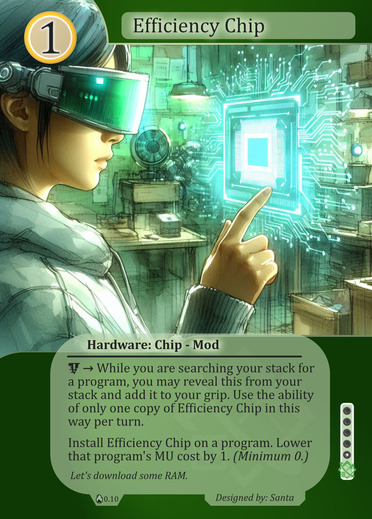 1
Efficiency Chip
Hardware: Chip - Mod
→ While you are searching your stack for
a program, you may reveal this from your
stack and add it to your grip. Use the ability
of only one copy of Efficiency Chip in this
way per turn.
Install Efficiency Chip on a program. Lower
that program's MU cost by 1. (Minimum 0.)
Let's download some RAM.
0.10
Designed by: Santa